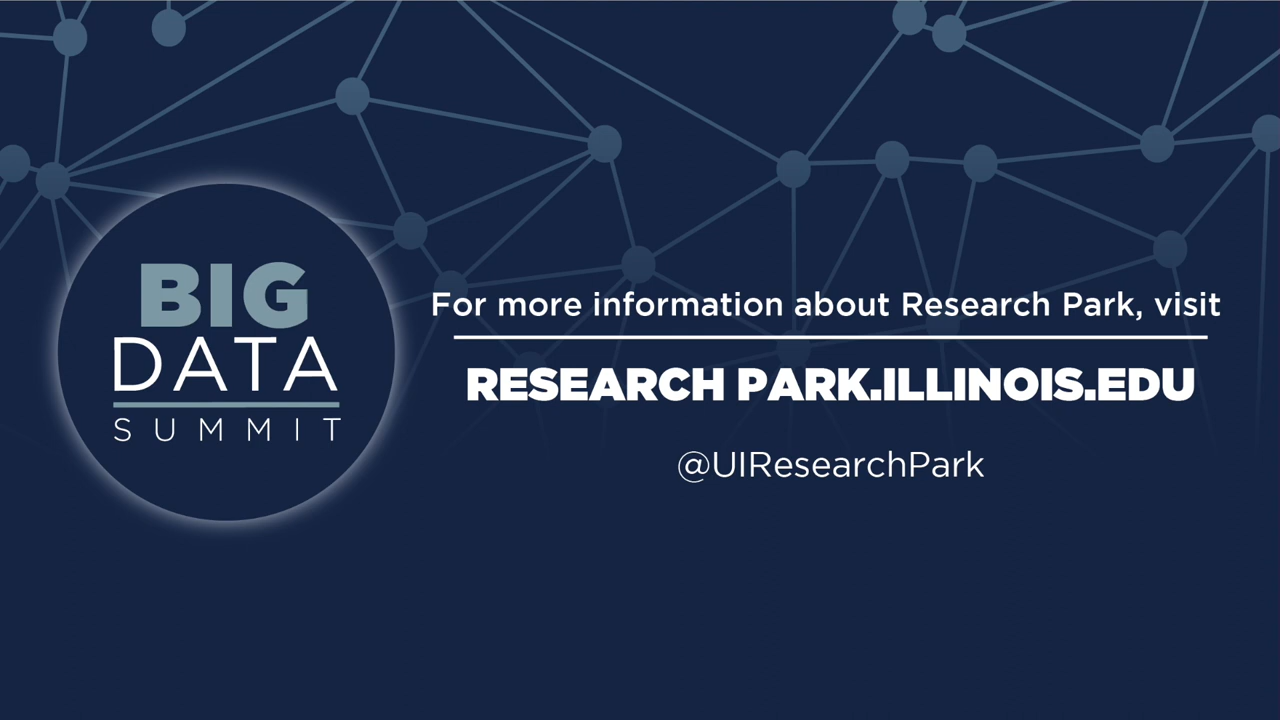 BIG
DATA
SUMMIT
For more information about Research Park, visit
RESEARCH PARK.ILLINOIS.EDU
@UIResearchPark